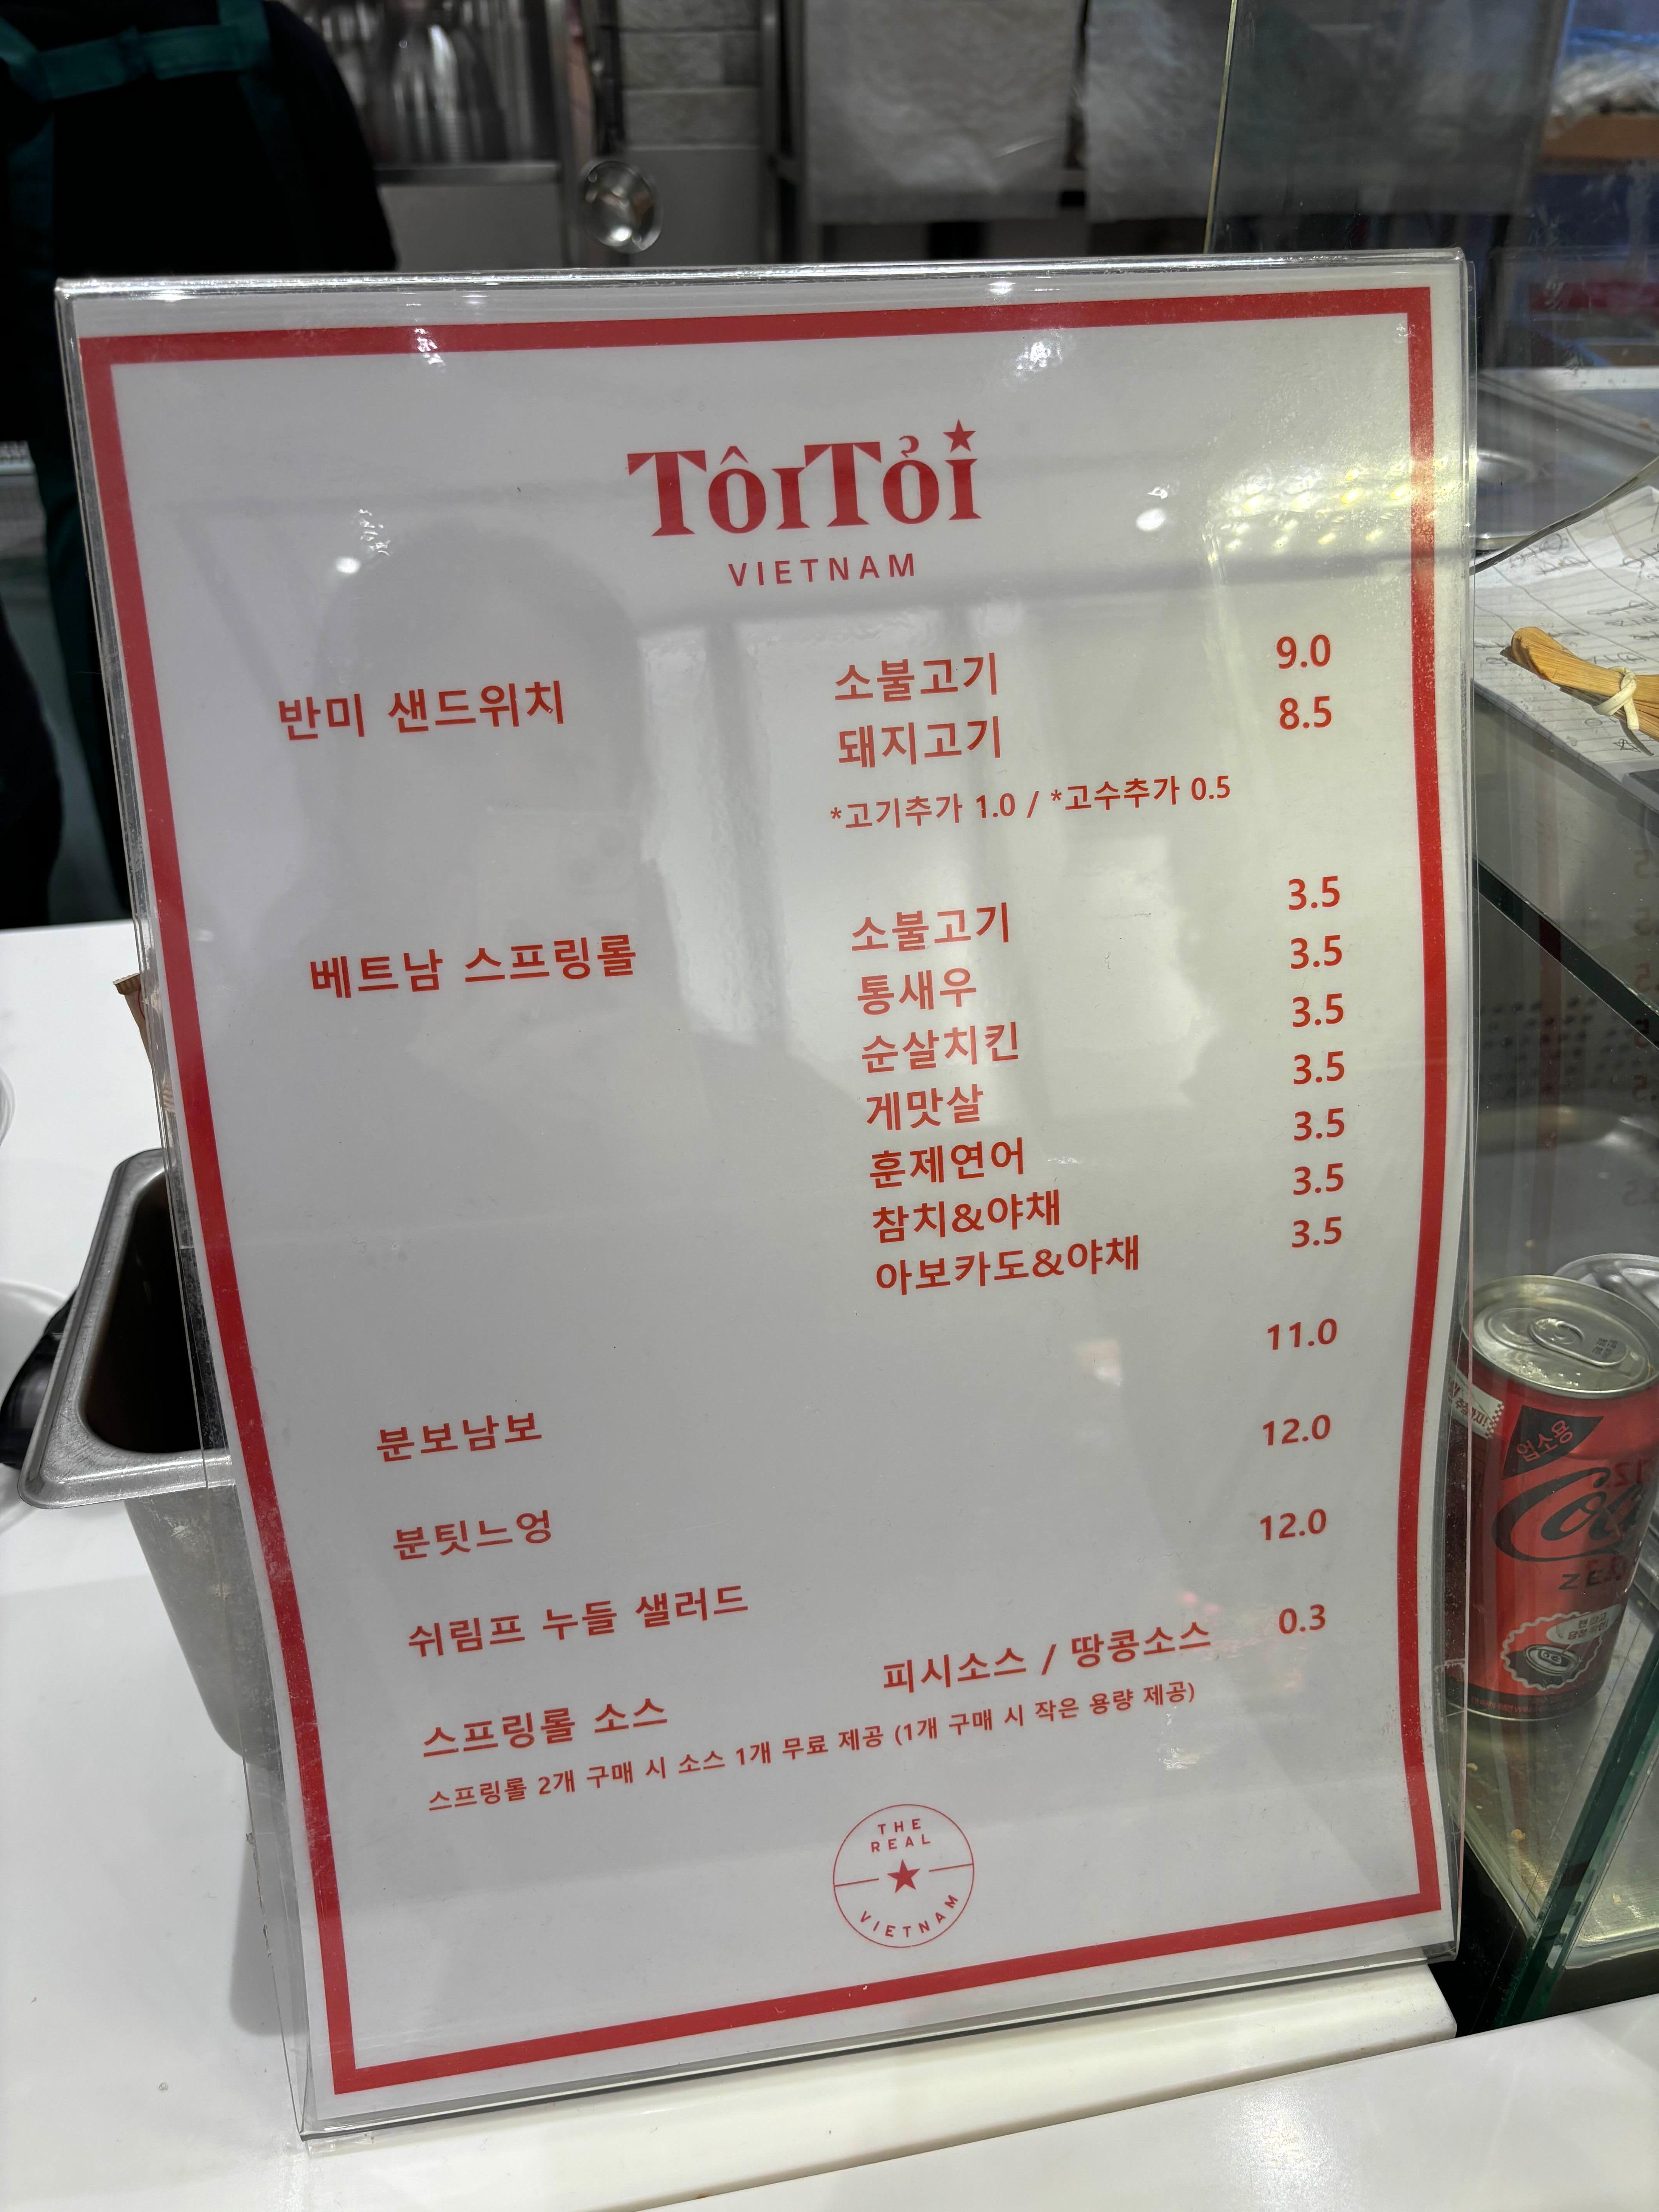 TôiTỏi
VIETNAM
반미 샌드위치 소불고기 9.0
돼지고기 8.5
*고기추가 1.0 / *고수추가 0.5
베트남 스프링롤 소불고기 3.5
통새우 3.5
순살치킨 3.5
게맛살 3.5
훈제연어 3.5
참치&야채 3.5
아보카도&야채 3.5
분보남보 11.0
분팃느엉 12.0
쉬림프 누들 샐러드 12.0
스프링롤 소스 피시소스 / 땅콩소스 0.3
스프링롤 2개 구매 시 소스 1개 무료 제공 (1개 구매 시 작은 용량 제공)
THE
REAL
VIETNAM
업소용